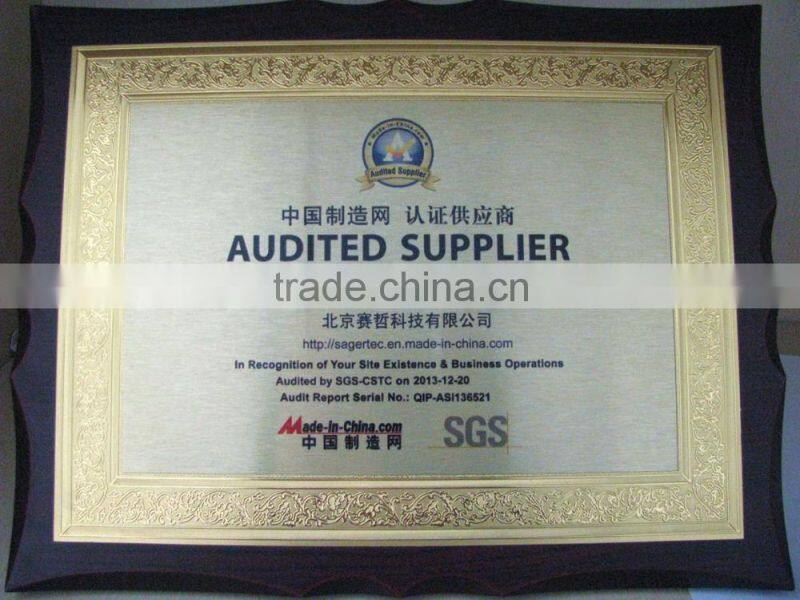 Made-in-China.com
Audited Supplier
中国制造网 认证供应商
AUDITED SUPPLIER
trade.china.cn
北京赛哲科技有限公司
http://sagertec.en.made-in-china.com
In Recognition of Your Site Existence & Business Operations
Audited by SGS-CSTC on 2013-12-20
Audit Report Serial No.: QIP-ASI136521
Made-in-China.com
中国制造网
SGS